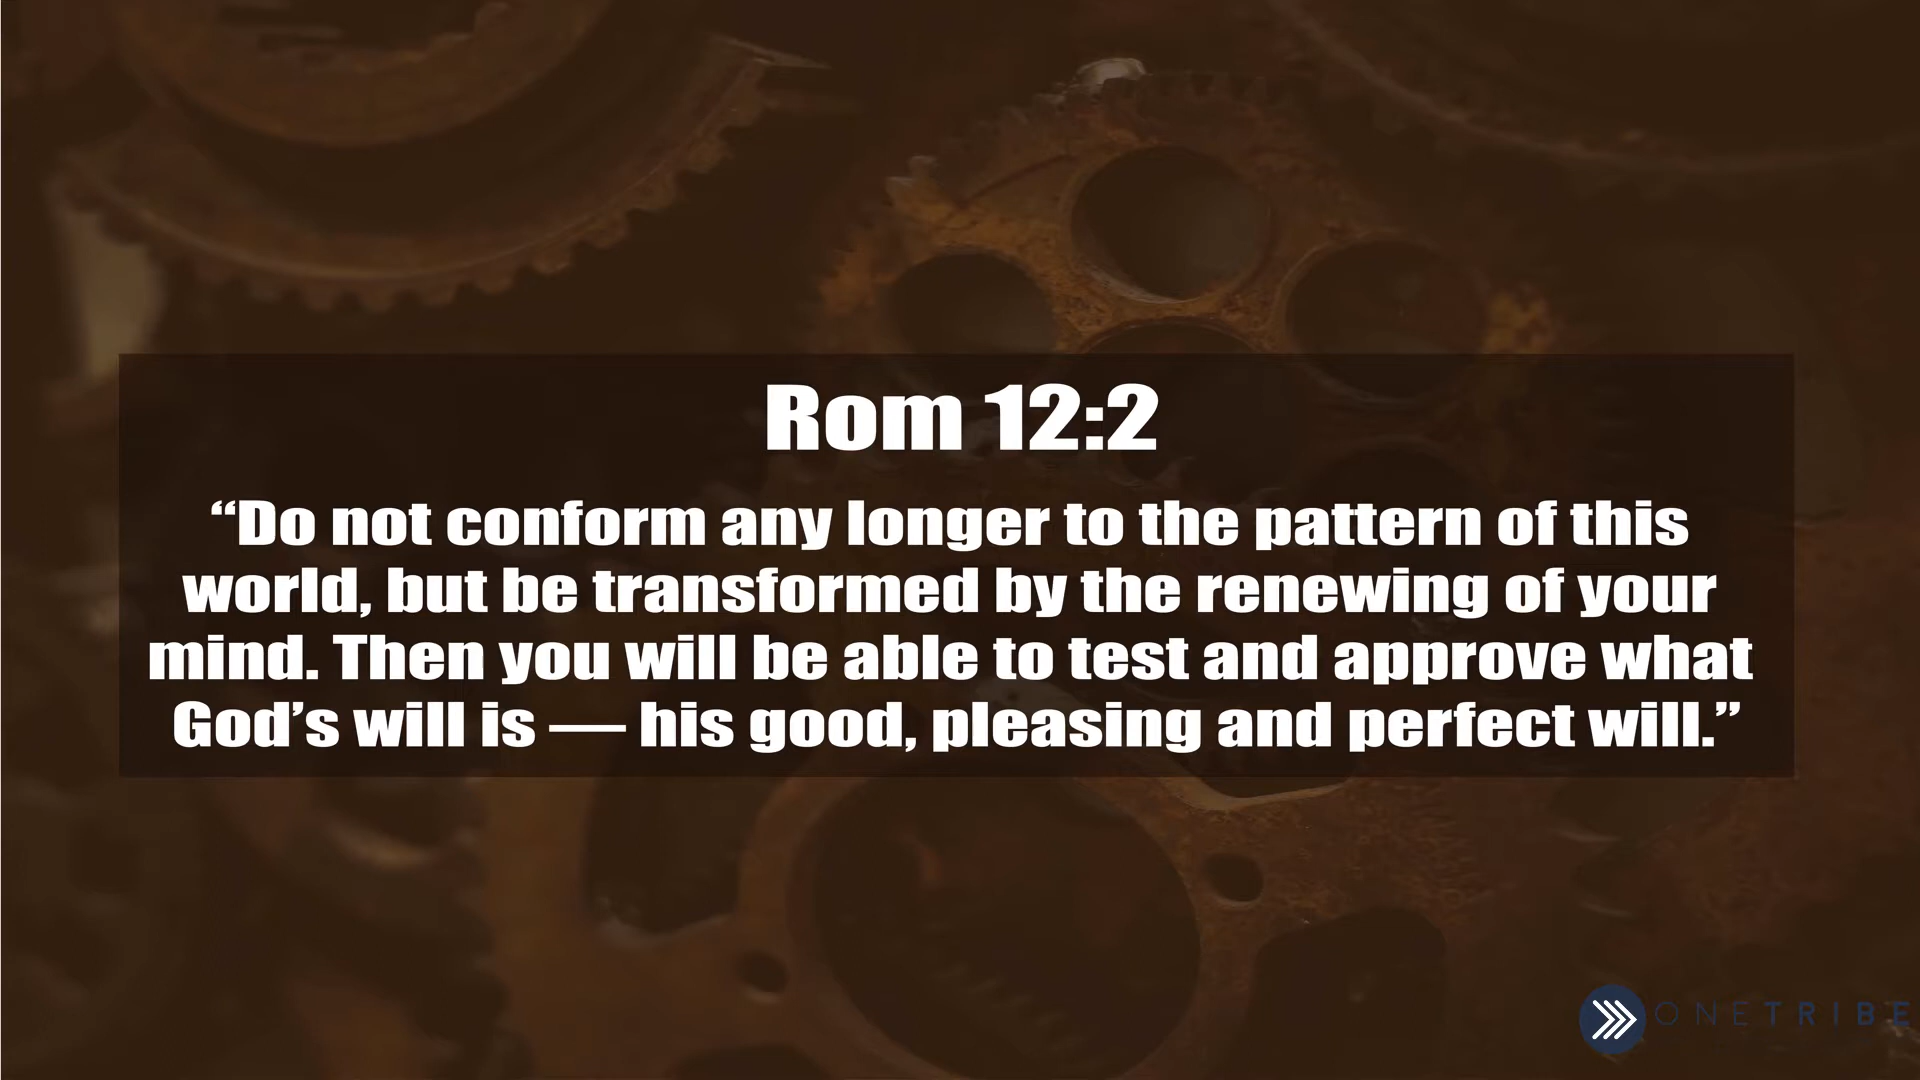 Rom 12:2
“Do not conform any longer to the pattern of this
world, but be transformed by the renewing of your
mind. Then you will be able to test and approve what
God’s will is — his good, pleasing and perfect will.”
ONETRIBE